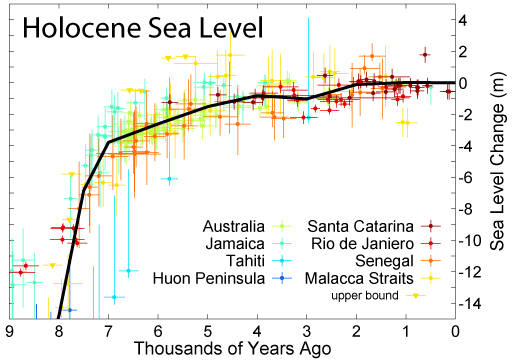 Holocene Sea Level
4
2
0
-2
-4
-6
-8
-10
-12
-14
Sea Level Change (m)
Australia
Jamaica
Tahiti
Huon Peninsula
Santa Catarina
Rio de Janiero
Senegal
Malacca Straits
upper bound
9 8 7 6 5 4 3 2 1 0
Thousands of Years Ago